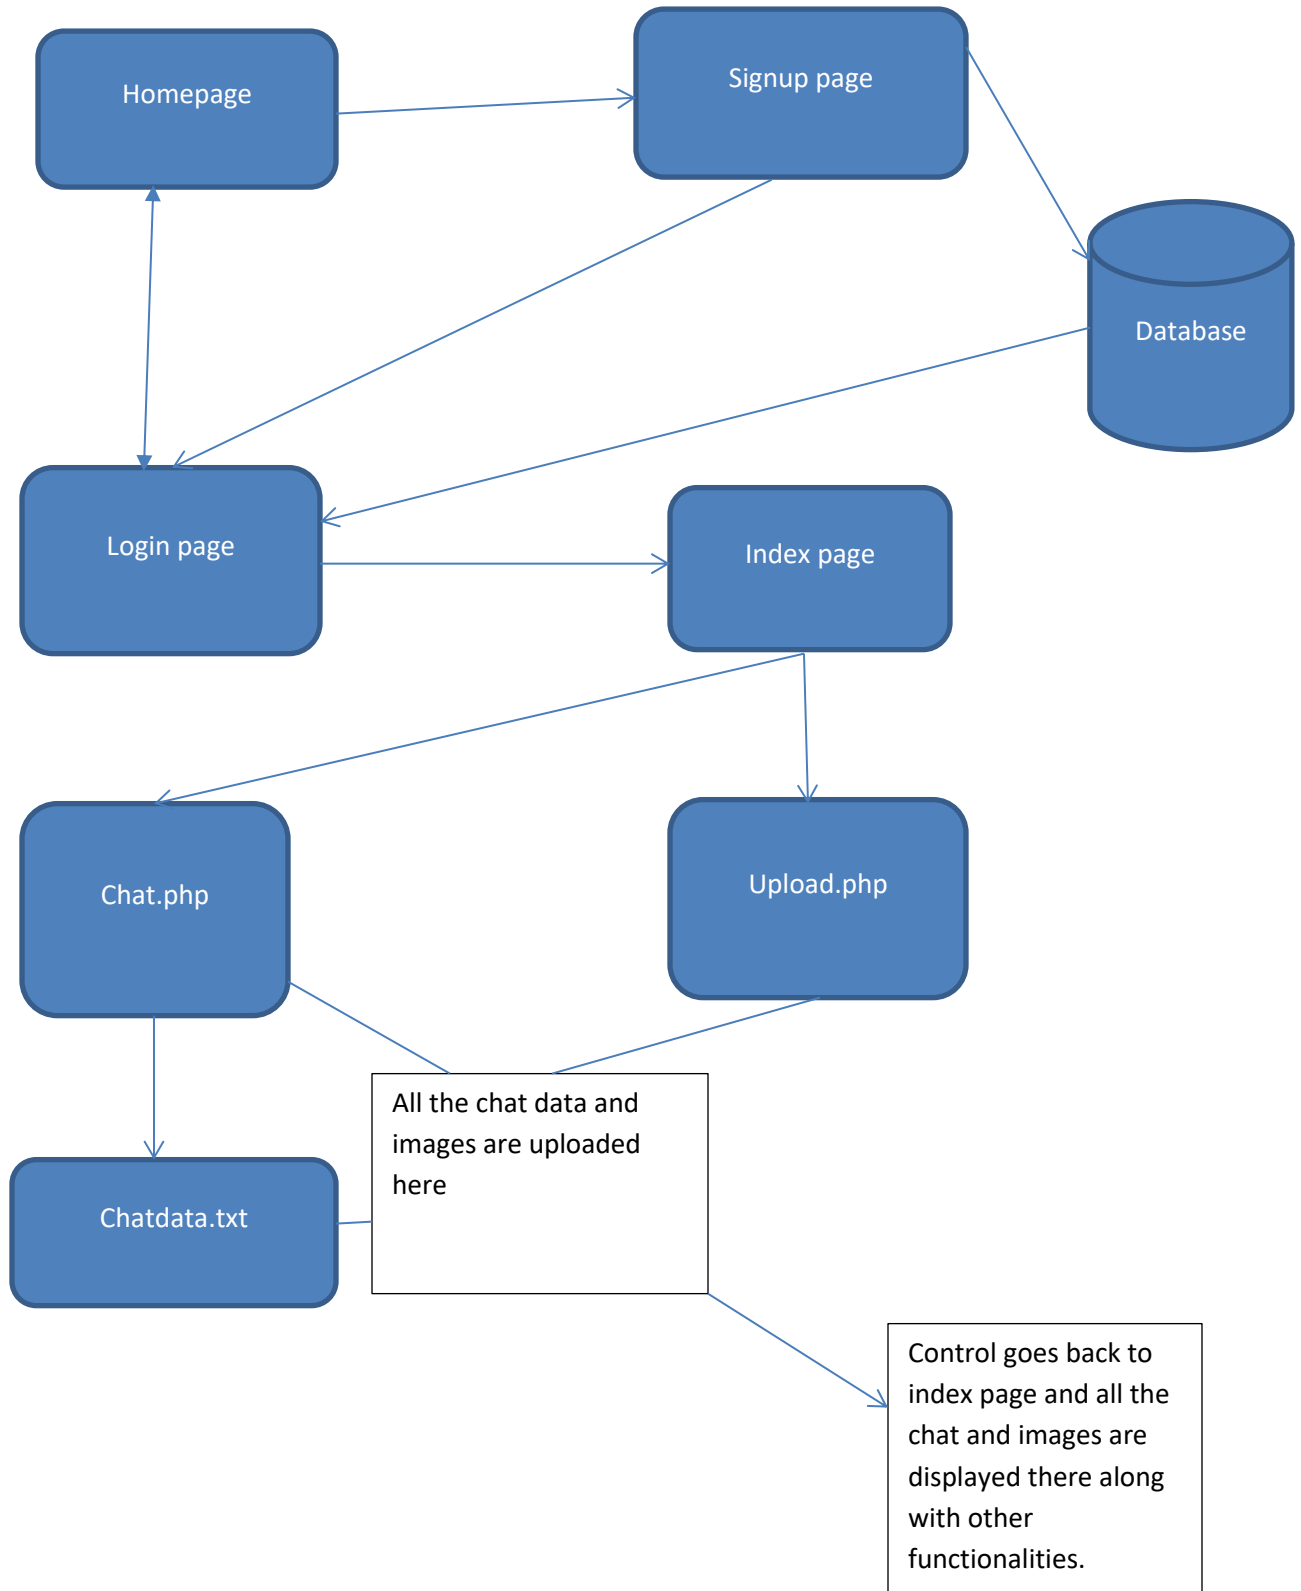 Homepage
Signup page
Database
Login page
Index page
Chat.php
Upload.php
All the chat data and
images are uploaded
here
Chatdata.txt
Control goes back to
index page and all the
chat and images are
displayed there along
with other
functionalities.